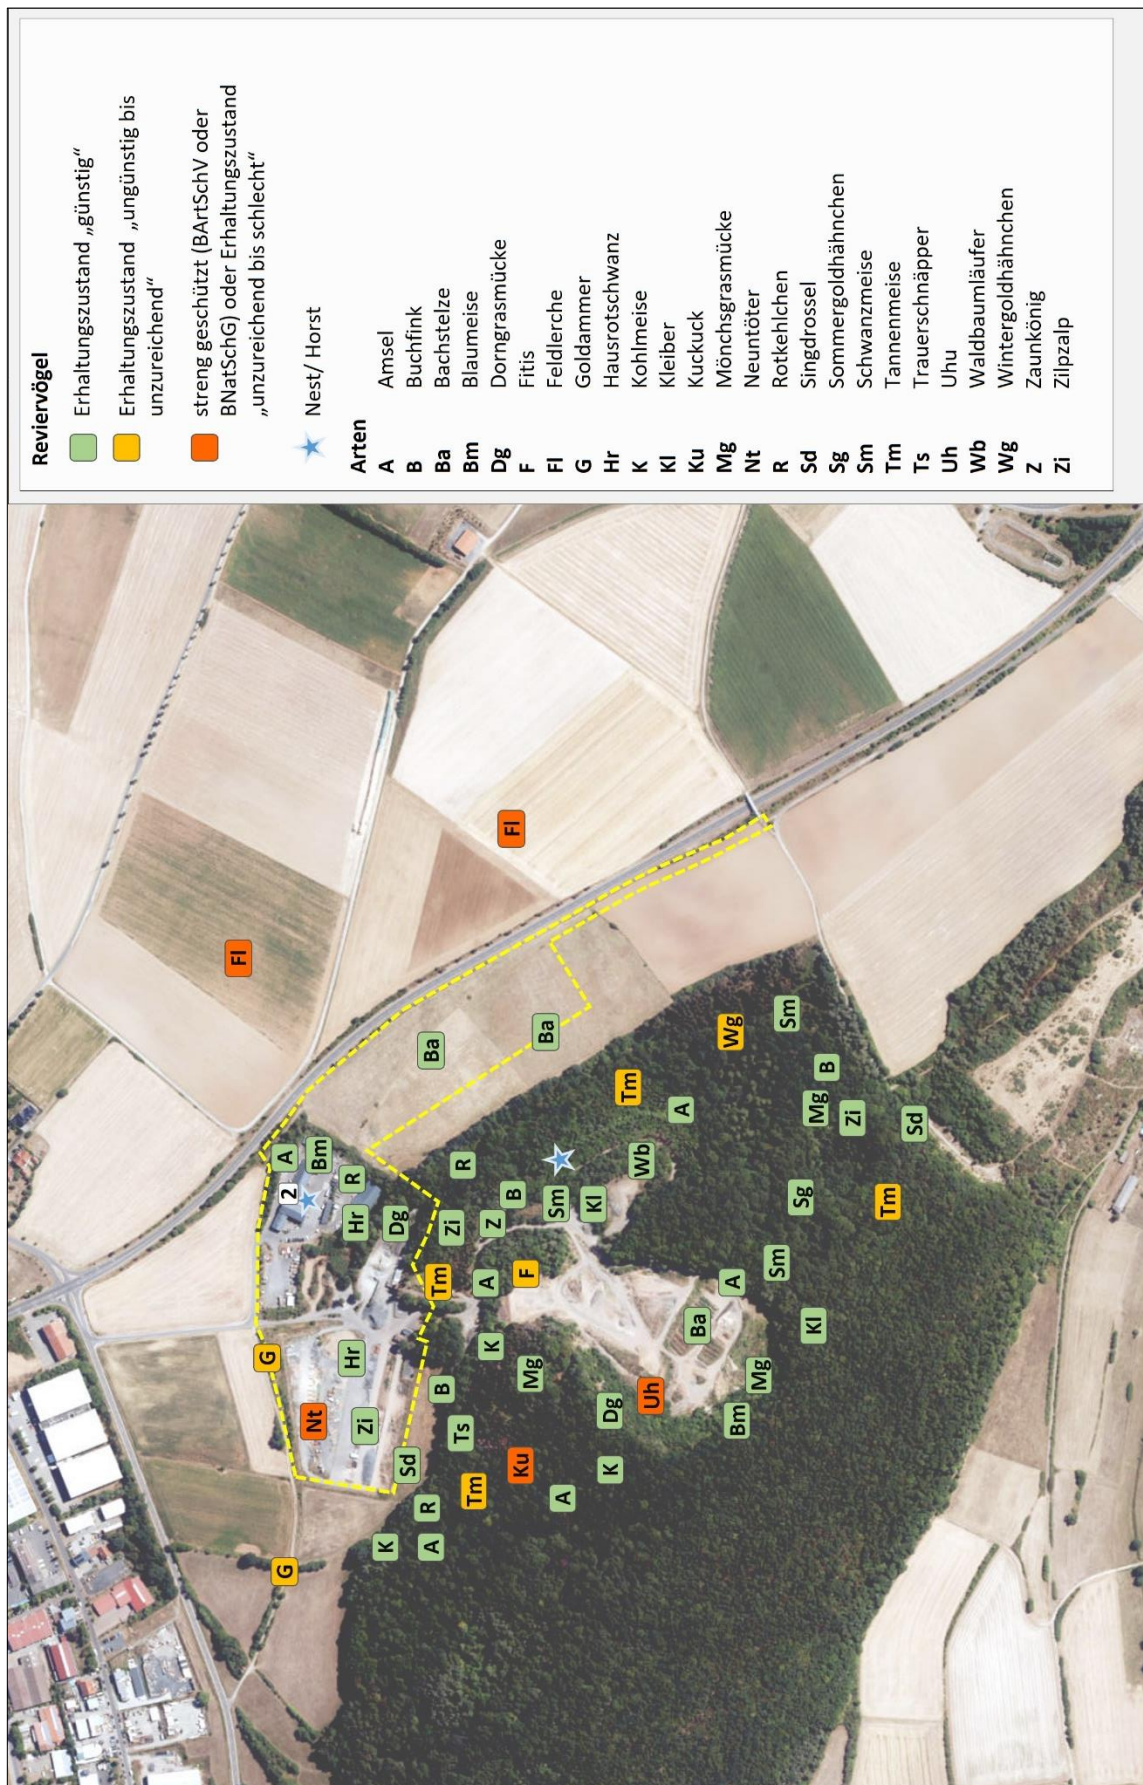 Fl
G
G
A
2
Nt
Bm
Hr
Hr
R
Zi
K
Dg
Sd
A
R
B
Tm
Ba
Ts
Zi
R
Tm
K
A
Z
Fl
B
Ku
Mg
F
Ba
A
Sm
Kl
K
Dg
Tm
Uh
Wb
A
Ba
Bm
A
Wg
Mg
Sm
Sm
Kl
Sg
Mg
B
Zi
Tm
Sd
Reviervögel
Erhaltungszustand „günstig“
Erhaltungszustand „ungünstig bis
unzureichend“
streng geschützt (BArtSchV oder
BNatSchG) oder Erhaltungszustand
„unzureichend bis schlecht“
Nest/ Horst
Arten
A Amsel
B Buchfink
Ba Bachstelze
Bm Blaumeise
Dg Dorngrasmücke
F Fitis
Fl Feldlerche
G Goldammer
Hr Hausrotschwanz
K Kohlmeise
Kl Kleiber
Ku Kuckuck
Mg Mönchsgrasmücke
Nt Neuntöter
R Rotkehlchen
Sd Singdrossel
Sg Sommergoldhähnchen
Sm Schwanzmeise
Tm Tannenmeise
Ts Trauerschnäpper
Uh Uhu
Wb Waldbaumläufer
Wg Wintergoldhähnchen
Z Zaunkönig
Zi Zilpzalp